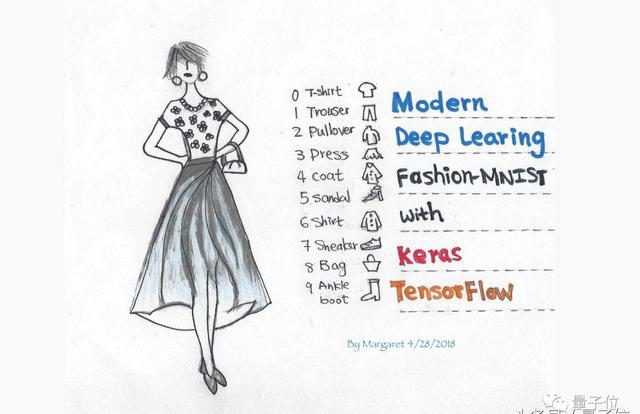 0 T-shirt
1 Trouser
2 Pullover
3 Press
4 coat
5 sandal
6 Shirt
7 Sneaker
8 Bag
9 Ankle
boot
Modern
Deep Learing
Fashion-MNIST
with
Keras
TensorFlow
By Margaret 4/28/2018
量子位